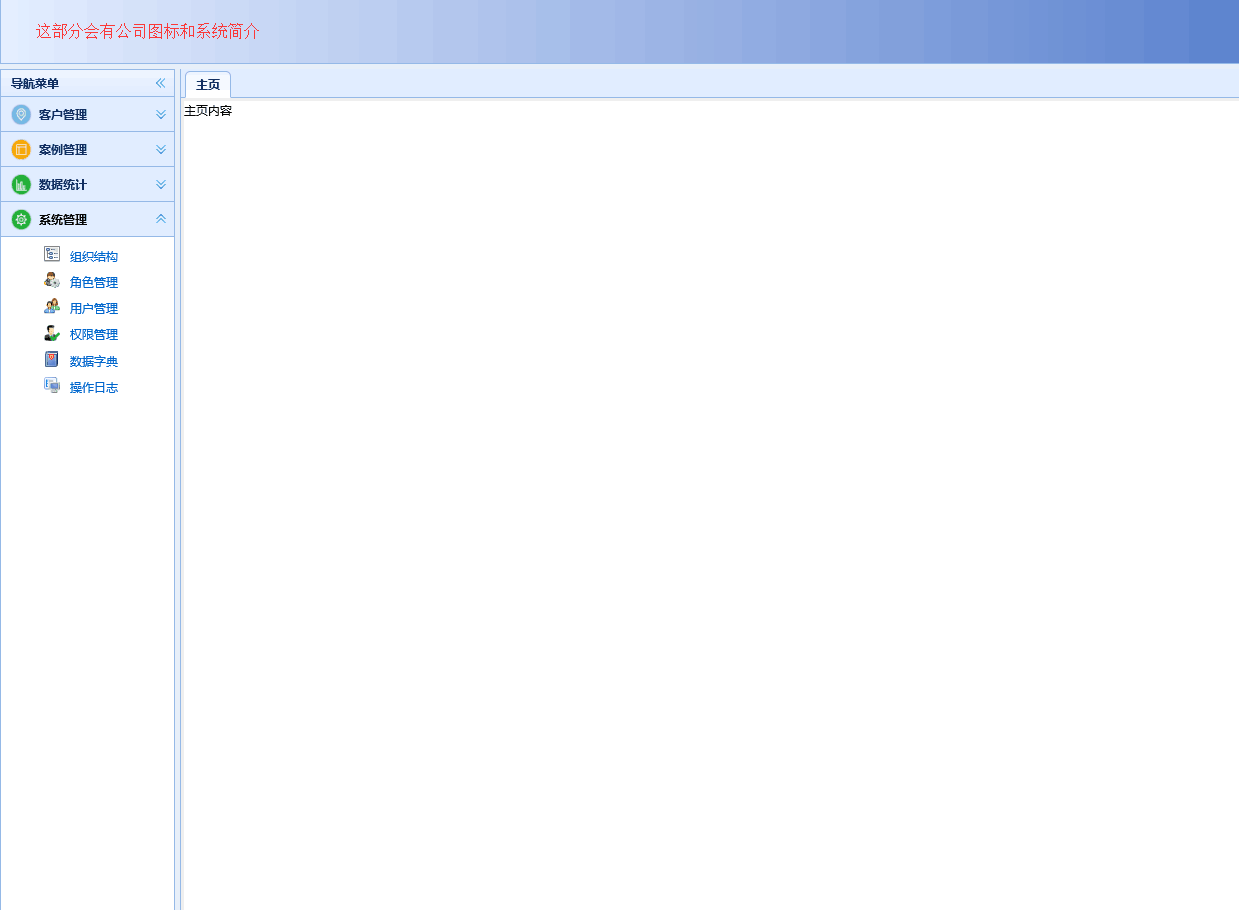 这部分会有公司图标和系统简介
导航菜单
主页
客户管理
主页内容
案例管理
数据统计
系统管理
组织结构
角色管理
用户管理
权限管理
数据字典
操作日志